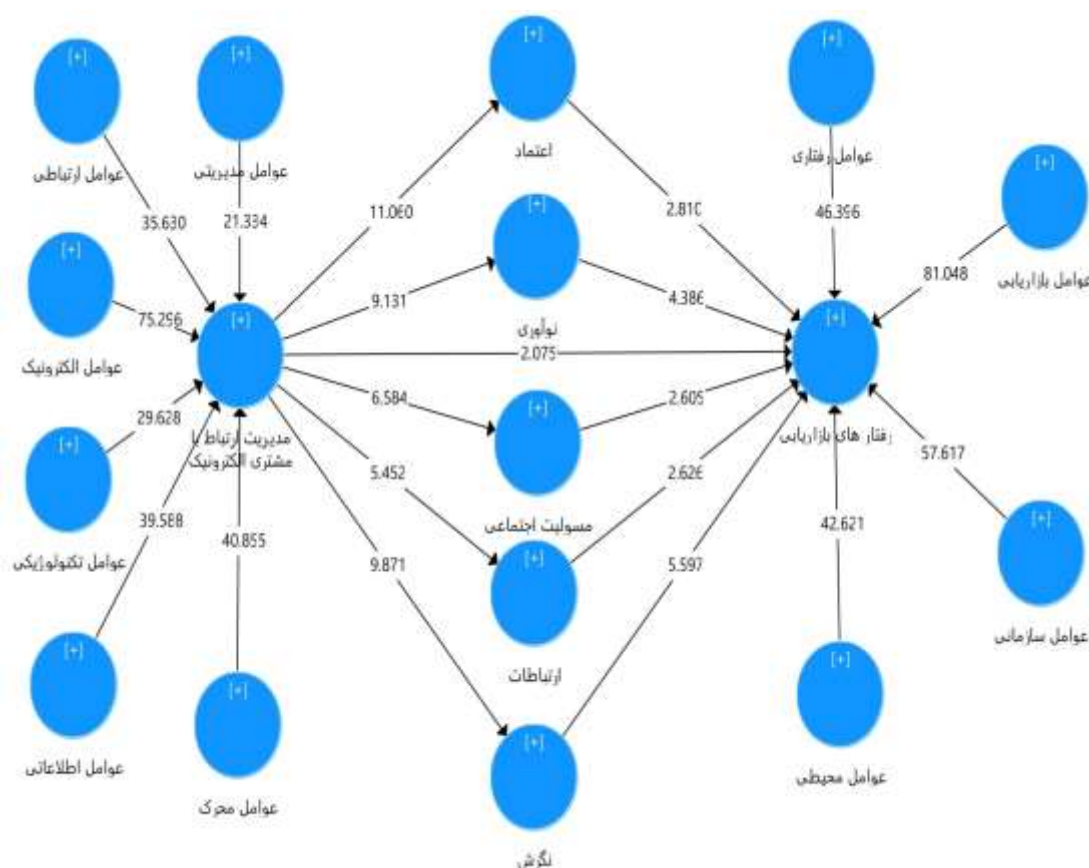 [+]
[+]
[+]
[+]
عوامل ارتباطی
عوامل مدیریتی
اعتماد
عوامل رفتاری
[+]
35.630
21.334
11.060
2.810
46.396
[+]
81.048
عوامل بازاریابی
[+]
75.296
9.131
4.386
عوامل الکترونیک
[+]
نوآوری
[+]
2.075
[+]
29.628
6.584
2.605
مدیریت ارتباط با
مشتری الکترونیک
رفتار های بازاریابی
[+]
5.452
2.626
57.617
عوامل تکنولوژیکی
39.588
40.855
مسولیت اجتماعی
42.621
[+]
[+]
9.871
5.597
عوامل سازمانی
[+]
[+]
[+]
ارتباطات
عوامل اطلاعاتی
عوامل محرک
[+]
عوامل محیطی
نگرش